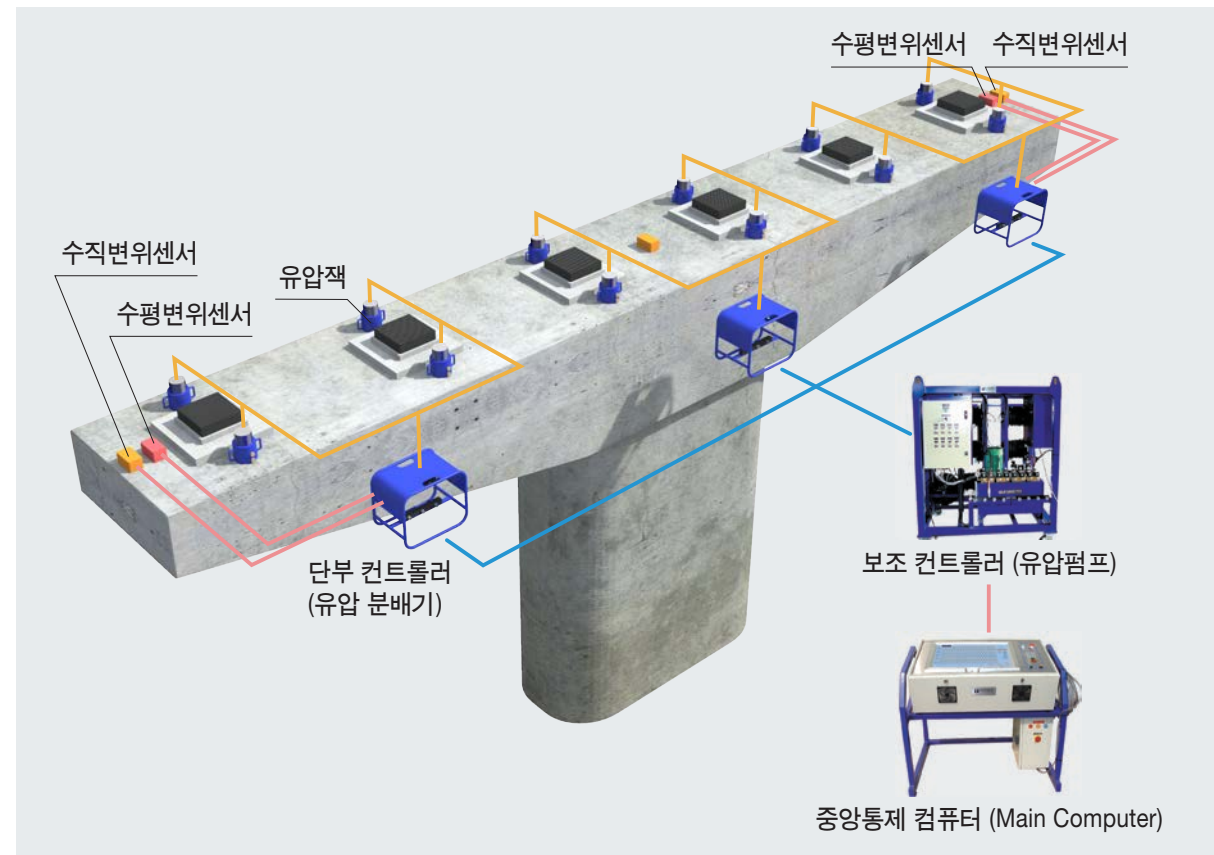 수평변위센서
수직변위센서
수직변위센서
수평변위센서
유압잭
단부 컨트롤러
(유압 분배기)
보조 컨트롤러 (유압펌프)
중앙통제 컴퓨터 (Main Computer)